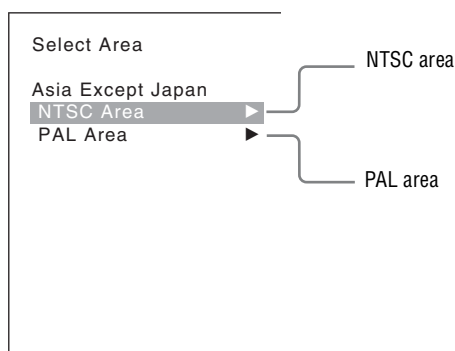 Select Area
NTSC area
Asia Except Japan
NTSC Area
PAL Area
PAL area